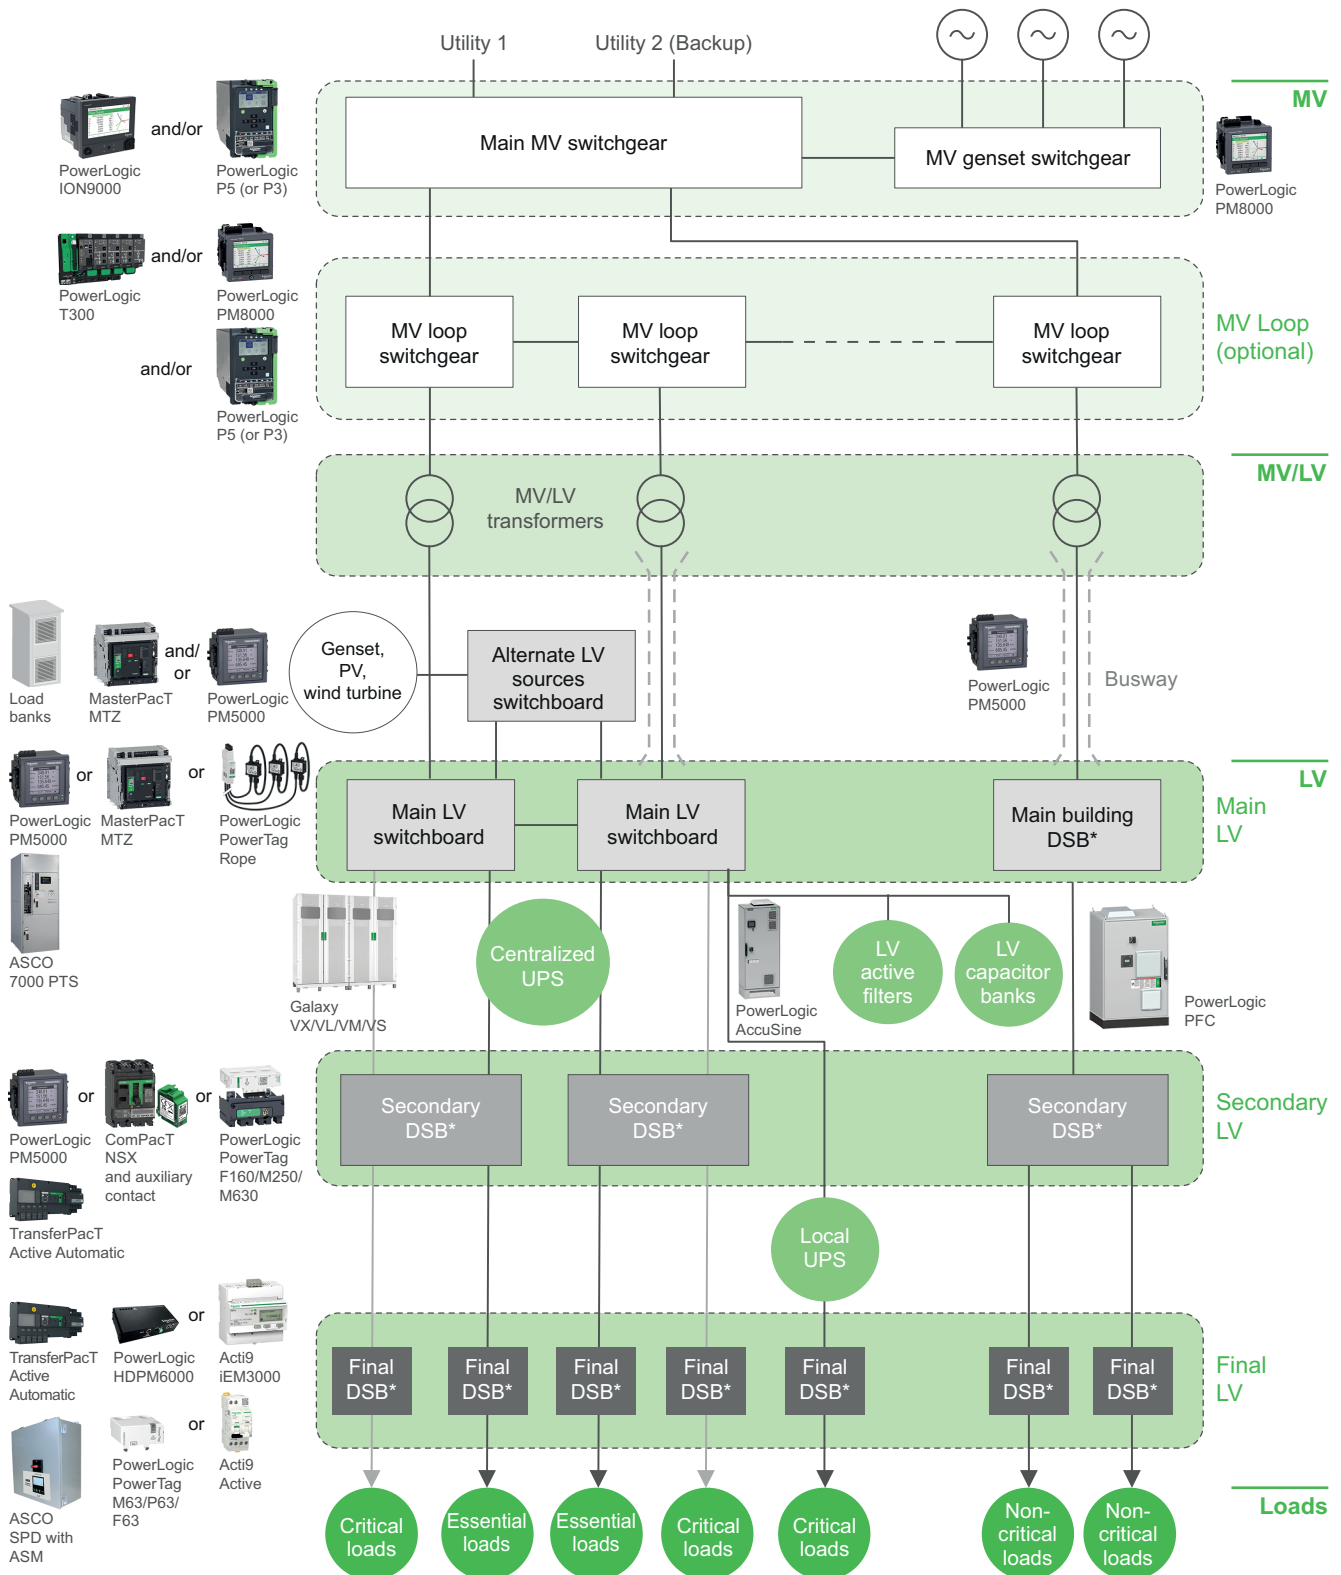 Utility 1
Utility 2 (Backup)
MV
Main MV switchgear
MV genset switchgear
and/or
PowerLogic
ION9000
PowerLogic
P5 (or P3)
PowerLogic
PM8000
and/or
PowerLogic
T300
PowerLogic
PM8000
and/or
PowerLogic
P5 (or P3)
MV loop
switchgear
MV loop
switchgear
MV loop
switchgear
MV Loop
(optional)
MV/LV
MV/LV
transformers
Load
banks
MasterPacT
MTZ
and/
or
PowerLogic
PM5000
Genset,
PV,
wind turbine
Alternate LV
sources
switchboard
PowerLogic
PM5000
Busway
LV
PowerLogic
PM5000
or
MasterPacT
MTZ
or
PowerLogic
PowerTag
Rope
Main LV
switchboard
Main LV
switchboard
Main building
DSB*
Main
LV
ASCO
7000 PTS
Galaxy
VX/VL/VM/VS
Centralized
UPS
PowerLogic
AccuSine
LV
active
filters
LV
capacitor
banks
PowerLogic
PFC
PowerLogic
PM5000
or
ComPacT
NSX
and auxiliary
contact
or
PowerLogic
PowerTag
F160/M250/
M630
Secondary
DSB*
Secondary
DSB*
Secondary
DSB*
Secondary
LV
TransferPacT
Active Automatic
Local
UPS
TransferPacT
Active
Automatic
PowerLogic
HDPM6000
or
Acti9
iEM3000
Final
DSB*
Final
DSB*
Final
DSB*
Final
DSB*
Final
DSB*
Final
DSB*
Final
DSB*
Final
LV
ASCO
SPD with
ASM
PowerLogic
PowerTag
M63/P63/
F63
or
Acti9
Active
Critical
loads
Essential
loads
Essential
loads
Critical
loads
Critical
loads
Non-
critical
loads
Non-
critical
loads
Loads